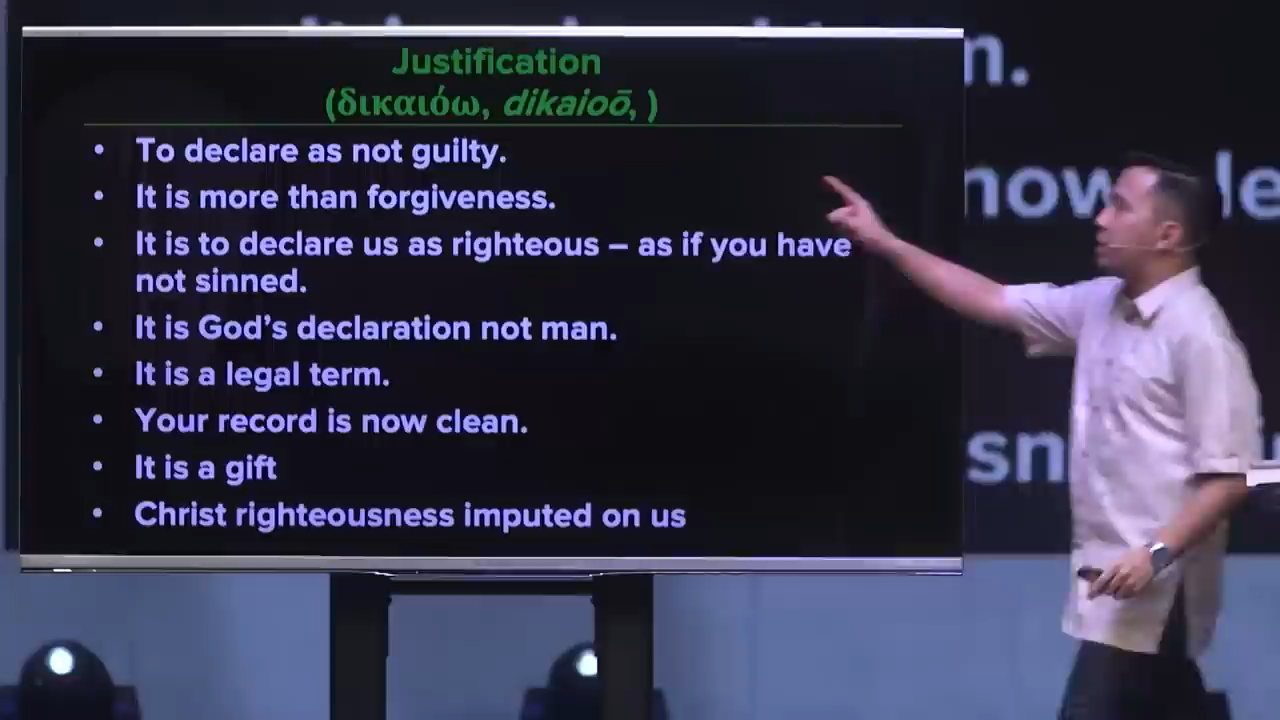 Justification
(δικαιόω, dikaioō, )
• To declare as not guilty.
• It is more than forgiveness.
• It is to declare us as righteous – as if you have
not sinned.
• It is God's declaration not man.
• It is a legal term.
• Your record is now clean.
• It is a gift
• Christ righteousness imputed on us